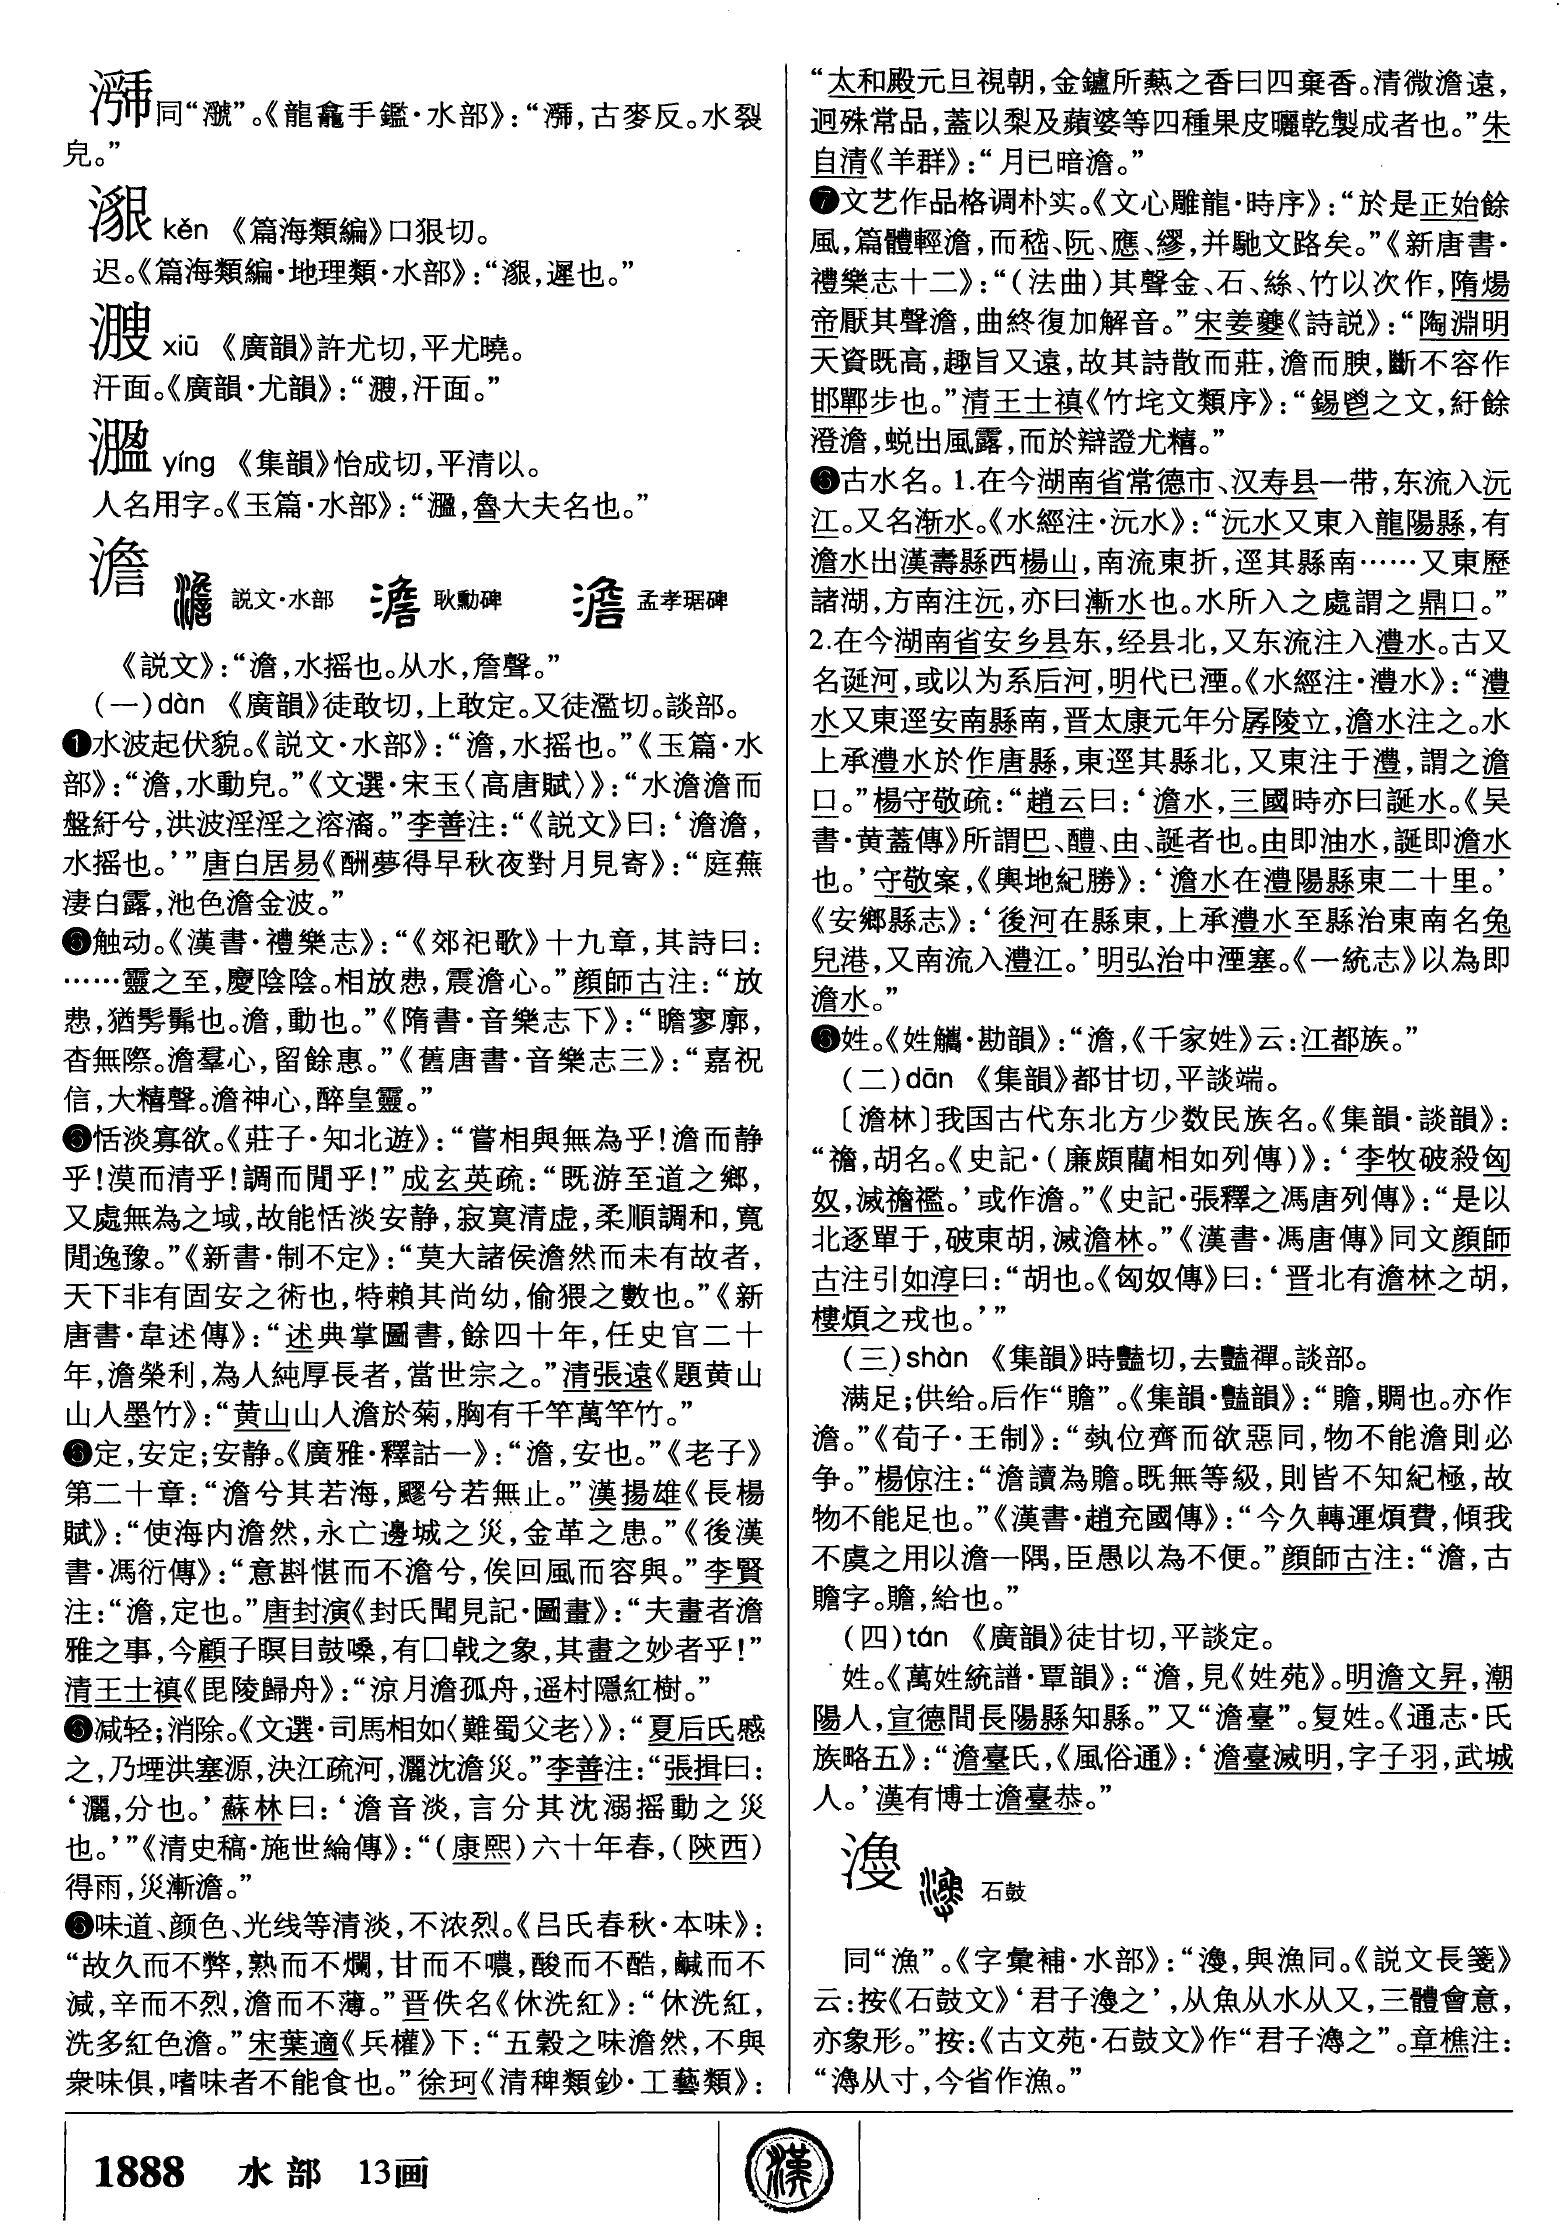 同“㶁”。《龍龕手鑑·水部》：“，古麥反。水裂
皃。”
kěn 《篇海類編》口狠切。
迟。《篇海類編·地理類·水部》：“，遲也。”
xiū 《廣韻》許尤切，平尤曉。
汗面。《廣韻·尤韻》：“，汗面。”
yíng 《集韻》怡成切，平清以。
人名用字。《玉篇·水部》：“，魯大夫名也。”
澹 説文·水部 耿勳碑 孟孝琚碑
《説文》：“澹，水摇也。从水，詹聲。”
（一）dàn 《廣韻》徒敢切，上敢定。又徒濫切。談部。
❶水波起伏貌。《説文·水部》：“澹，水摇也。”《玉篇·水
部》：“澹，水動皃。”《文選·宋玉〈高唐賦〉》：“水澹澹而
盤紆兮，洪波淫淫之溶㵝。”李善注：“《説文》曰：‘澹澹，
水摇也。’”唐白居易《酬夢得早秋夜對月見寄》：“庭蕪
淒白露，池色澹金波。”
触动。《漢書·禮樂志》：“《郊祀歌》十九章，其詩曰：
……靈之至，慶陰陰。相放㤄，震澹心。”顔師古注：“放
㤄，猶髣髴也。澹，動也。”《隋書·音樂志下》：“瞻寥廓，
杳無際。澹羣心，留餘惠。”《舊唐書·音樂志三》：“嘉祝
信，大糦聲。澹神心，醉皇靈。”
恬淡寡欲。《莊子·知北遊》：“嘗相與無為乎！澹而静
乎！漠而清乎！調而閒乎！”成玄英疏：“既游至道之鄉，
又處無為之域，故能恬淡安静，寂寞清虚，柔順調和，寬
閒逸豫。”《新書·制不定》：“莫大諸侯澹然而未有故者，
天下非有固安之術也，特賴其尚幼，偷猥之數也。”《新
唐書·韋述傳》：“述典掌圖書，餘四十年，任史官二十
年，澹榮利，為人純厚長者，當世宗之。”清張遠《題黄山
山人墨竹》：“黄山山人澹於菊，胸有千竿萬竿竹。”
定，安定；安静。《廣雅·釋詁一》：“澹，安也。”《老子》
第二十章：“澹兮其若海，飂兮若無止。”漢揚雄《長楊
賦》：“使海内澹然，永亡邊城之災，金革之患。”《後漢
書·馮衍傳》：“意斟愖而不澹兮，俟回風而容與。”李賢
注：“澹，定也。”唐封演《封氏聞見記·圖畫》：“夫畫者澹
雅之事，今顧子瞑目鼓嗓，有囗戟之象，其畫之妙者乎！”
清王士禛《毘陵歸舟》：“涼月澹孤舟，遥村隱紅樹。”
减轻；消除。《文選·司馬相如〈難蜀父老〉》：“夏后氏慼
之，乃堙洪塞源，決江疏河，灑沈澹災。”李善注：“張揖曰：
‘灑，分也。’蘇林曰：‘澹音淡，言分其沈溺摇動之災
也。’”《清史稿·施世綸傳》：“（康熙）六十年春，（陝西）
得雨，災漸澹。”
味道、颜色、光线等清淡，不浓烈。《吕氏春秋·本味》：
“故久而不弊，熟而不爛，甘而不噥，酸而不酷，鹹而不
減，辛而不烈，澹而不薄。”晋佚名《休洗紅》：“休洗紅，
洗多紅色澹。”宋葉適《兵權》下：“五穀之味澹然，不與
衆味俱，嗜味者不能食也。”徐珂《清稗類鈔·工藝類》：
“太和殿元旦視朝，金鑪所爇之香曰四棄香。清微澹遠，
迥殊常品，蓋以梨及蘋婆等四種果皮曬乾製成者也。”朱
自清《羊群》：“月已暗澹。”
❼文艺作品格调朴实。《文心雕龍·時序》：“於是正始餘
風，篇體輕澹，而嵇、阮、應、繆，并馳文路矣。”《新唐書·
禮樂志十二》：“（法曲）其聲金、石、絲、竹以次作，隋煬
帝厭其聲澹，曲終復加解音。”宋姜夔《詩説》：“陶淵明
天資既高，趣旨又遠，故其詩散而莊，澹而腴，斷不容作
邯鄲步也。”清王士禛《竹垞文類序》：“錫鬯之文，紆餘
澄澹，蜕出風露，而於辯證尤精。”
古水名。1.在今湖南省常德市、汉寿县一带，东流入沅
江。又名渐水。《水經注·沅水》：“沅水又東入龍陽縣，有
澹水出漢壽縣西楊山，南流東折，逕其縣南……又東歷
諸湖，方南注沅，亦曰漸水也。水所入之處謂之鼎口。”
2.在今湖南省安乡县东，经县北，又东流注入澧水。古又
名诞河，或以为系后河，明代已湮。《水經注·澧水》：“澧
水又東逕安南縣南，晋太康元年分孱陵立，澹水注之。水
上承澧水於作唐縣，東逕其縣北，又東注于澧，謂之澹
口。”楊守敬疏：“趙云曰：‘澹水，三國時亦曰誕水。《吴
書·黄蓋傳》所謂巴、醴、由、誕者也。由即油水，誕即澹水
也。’守敬案，《輿地紀勝》：‘澹水在澧陽縣東二十里。’
《安鄉縣志》：‘後河在縣東，上承澧水至縣治東南名兔
兒港，又南流入澧江。’明弘治中湮塞。《一統志》以為即
澹水。”
姓。《姓觿·勘韻》：“澹，《千家姓》云：江都族。”
（二）dān 《集韻》都甘切，平談端。
〔澹林〕我国古代东北方少数民族名。《集韻·談韻》：
“襜，胡名。《史記·（廉頗藺相如列傳）》：‘李牧破殺匈
奴，滅襜襤。’或作澹。”《史記·張釋之馮唐列傳》：“是以
北逐單于，破東胡，滅澹林。”《漢書·馮唐傳》同文顔師
古注引如淳曰：“胡也。《匈奴傳》曰：‘晋北有澹林之胡，
樓煩之戎也。’”
（三）shàn 《集韻》時豔切，去豔禪。談部。
满足；供给。后作“贍”。《集韻·豔韻》：“贍，賙也。亦作
澹。”《荀子·王制》：“埶位齊而欲惡同，物不能澹則必
争。”楊倞注：“澹讀為贍。既無等級，則皆不知紀極，故
物不能足也。”《漢書·趙充國傳》：“今久轉運煩費，傾我
不虞之用以澹一隅，臣愚以為不便。”顔師古注：“澹，古
贍字。贍，給也。”
（四）tán 《廣韻》徒甘切，平談定。
姓。《萬姓統譜·覃韻》：“澹，見《姓苑》。明澹文昇，潮
陽人，宣德間長陽縣知縣。”又“澹臺”。复姓。《通志·氏
族略五》：“澹臺氏，《風俗通》：‘澹臺滅明，字子羽，武城
人。’漢有博士澹臺恭。”
𤀯 石鼓
同“漁”。《字彙補·水部》：“𤀯，與漁同。《説文長箋》
云：按《石鼓文》‘君子𤀯之’，从魚从水从又，三體會意，
亦象形。”按：《古文苑·石鼓文》作“君子之”。章樵注：
“从寸，今省作漁。”
1888 水部 13画
漢